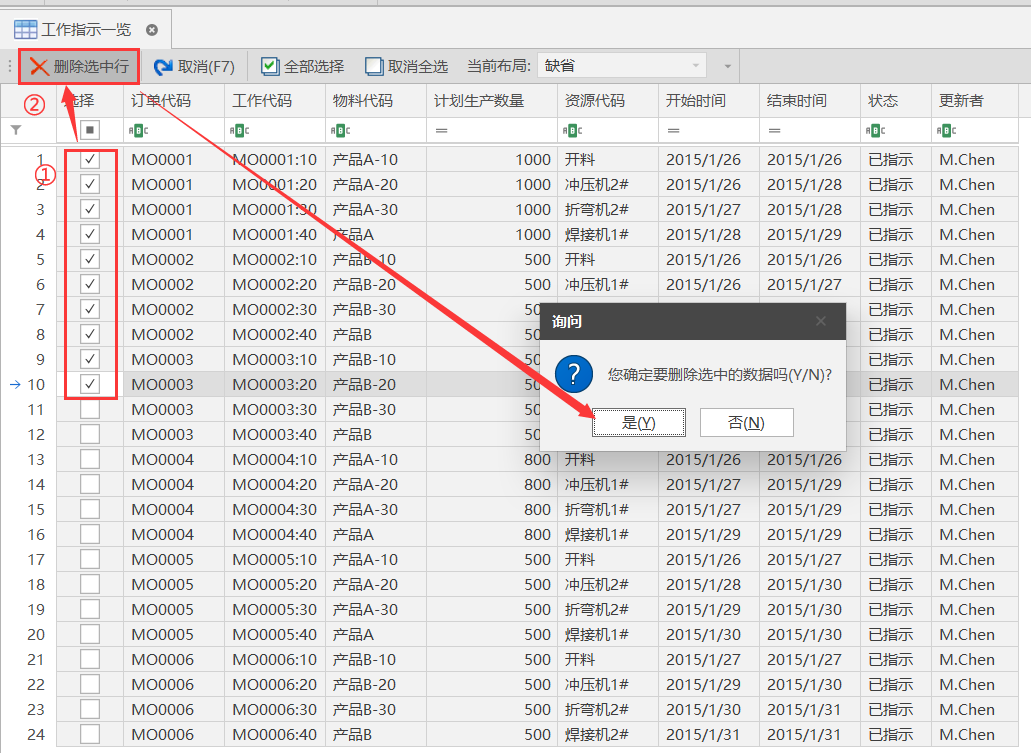 工作指示一览
删除选中行 取消(F7) 全部选择 取消全选 当前布局: 缺省
② 选择 订单代码 工作代码 物料代码 计划生产数量 资源代码 开始时间 结束时间 状态 更新者
ABC ABC ABC = ABC = = ABC ABC
①
1 MO0001 MO0001:10 产品A-10 1000 开料 2015/1/26 2015/1/26 已指示 M.Chen
2 MO0001 MO0001:20 产品A-20 1000 冲压机2# 2015/1/26 2015/1/28 已指示 M.Chen
3 MO0001 MO0001:30 产品A-30 1000 折弯机2# 2015/1/27 2015/1/28 已指示 M.Chen
4 MO0001 MO0001:40 产品A 1000 焊接机1# 2015/1/28 2015/1/29 已指示 M.Chen
5 MO0002 MO0002:10 产品B-10 500 开料 2015/1/26 2015/1/26 已指示 M.Chen
6 MO0002 MO0002:20 产品B-20 500 冲压机1# 2015/1/26 2015/1/27 已指示 M.Chen
7 MO0002 MO0002:30 产品B-30 50 已指示 M.Chen
8 MO0002 MO0002:40 产品B 50 已指示 M.Chen
9 MO0003 MO0003:10 产品B-10 50 已指示 M.Chen
10 MO0003 MO0003:20 产品B-20 已指示 M.Chen
11 MO0003 MO0003:30 产品B-30 50 已指示 M.Chen
12 MO0003 MO0003:40 产品B 50 已指示 M.Chen
13 MO0004 MO0004:10 产品A-10 800 开料 2015/1/26 2015/1/26 已指示 M.Chen
14 MO0004 MO0004:20 产品A-20 800 冲压机1# 2015/1/27 2015/1/29 已指示 M.Chen
15 MO0004 MO0004:30 产品A-30 800 折弯机1# 2015/1/27 2015/1/29 已指示 M.Chen
16 MO0004 MO0004:40 产品A 800 焊接机1# 2015/1/29 2015/1/29 已指示 M.Chen
17 MO0005 MO0005:10 产品A-10 500 开料 2015/1/26 2015/1/27 已指示 M.Chen
18 MO0005 MO0005:20 产品A-20 500 冲压机2# 2015/1/28 2015/1/30 已指示 M.Chen
19 MO0005 MO0005:30 产品A-30 500 折弯机2# 2015/1/29 2015/1/30 已指示 M.Chen
20 MO0005 MO0005:40 产品A 500 焊接机1# 2015/1/30 2015/1/30 已指示 M.Chen
21 MO0006 MO0006:10 产品B-10 500 开料 2015/1/27 2015/1/27 已指示 M.Chen
22 MO0006 MO0006:20 产品B-20 500 冲压机1# 2015/1/29 2015/1/30 已指示 M.Chen
23 MO0006 MO0006:30 产品B-30 500 折弯机2# 2015/1/30 2015/1/31 已指示 M.Chen
24 MO0006 MO0006:40 产品B 500 焊接机2# 2015/1/31 2015/1/31 已指示 M.Chen
询问
您确定要删除选中的数据吗(Y/N)?
是(Y) 否(N)